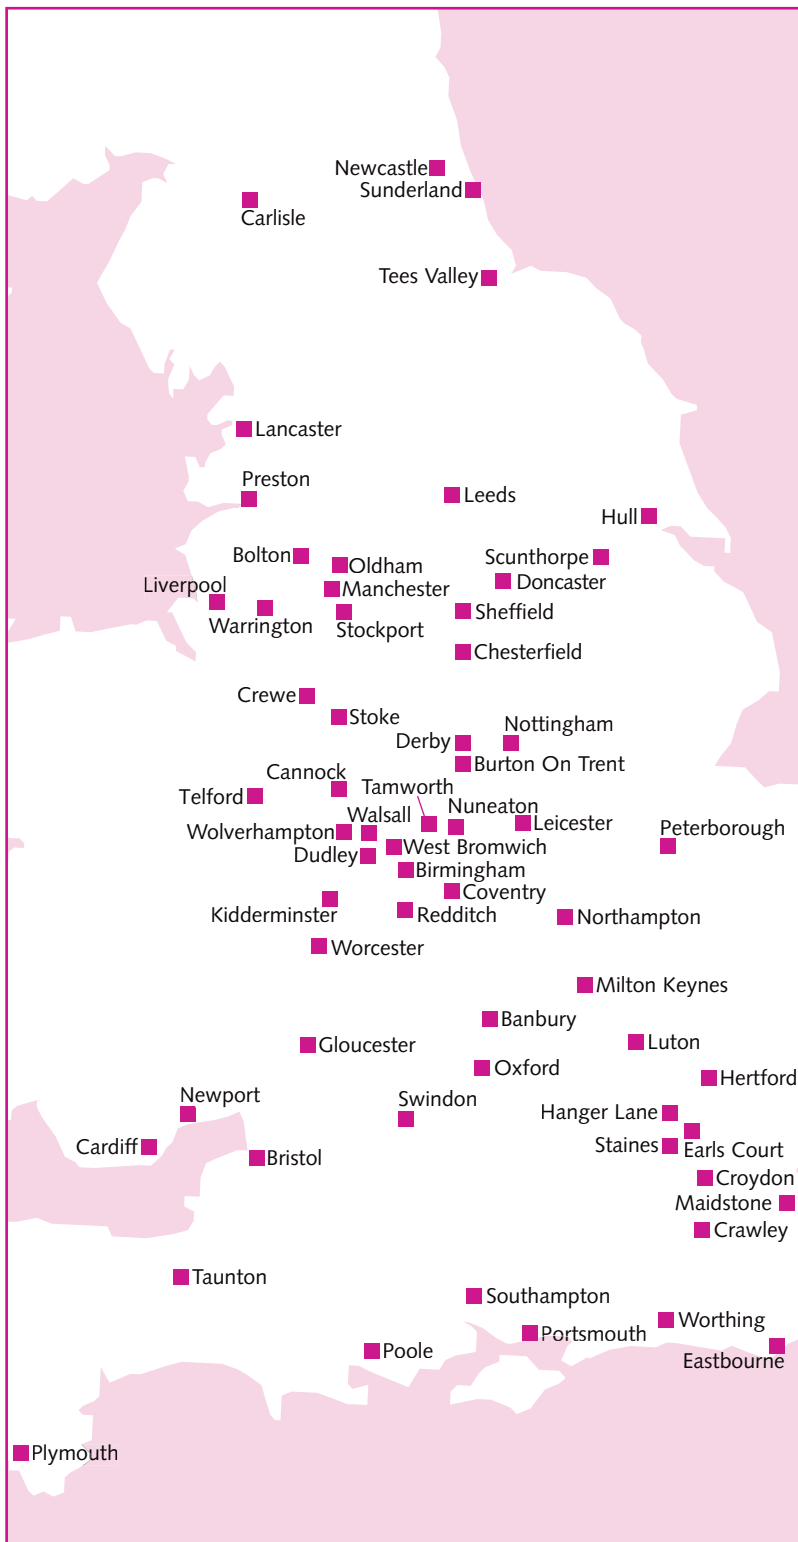 Newcastle
Sunderland
Carlisle
Tees Valley
Lancaster
Preston
Leeds
Hull
Bolton
Oldham
Scunthorpe
Doncaster
Liverpool
Manchester
Warrington
Stockport
Sheffield
Chesterfield
Crewe
Stoke
Nottingham
Derby
Burton On Trent
Cannock
Tamworth
Telford
Walsall
Nuneaton
Leicester
Peterborough
Wolverhampton
West Bromwich
Dudley
Birmingham
Coventry
Kidderminster
Redditch
Northampton
Worcester
Milton Keynes
Banbury
Gloucester
Luton
Oxford
Hertford
Newport
Swindon
Hanger Lane
Cardiff
Bristol
Staines
Earls Court
Croydon
Maidstone
Crawley
Taunton
Southampton
Worthing
Portsmouth
Poole
Eastbourne
Plymouth